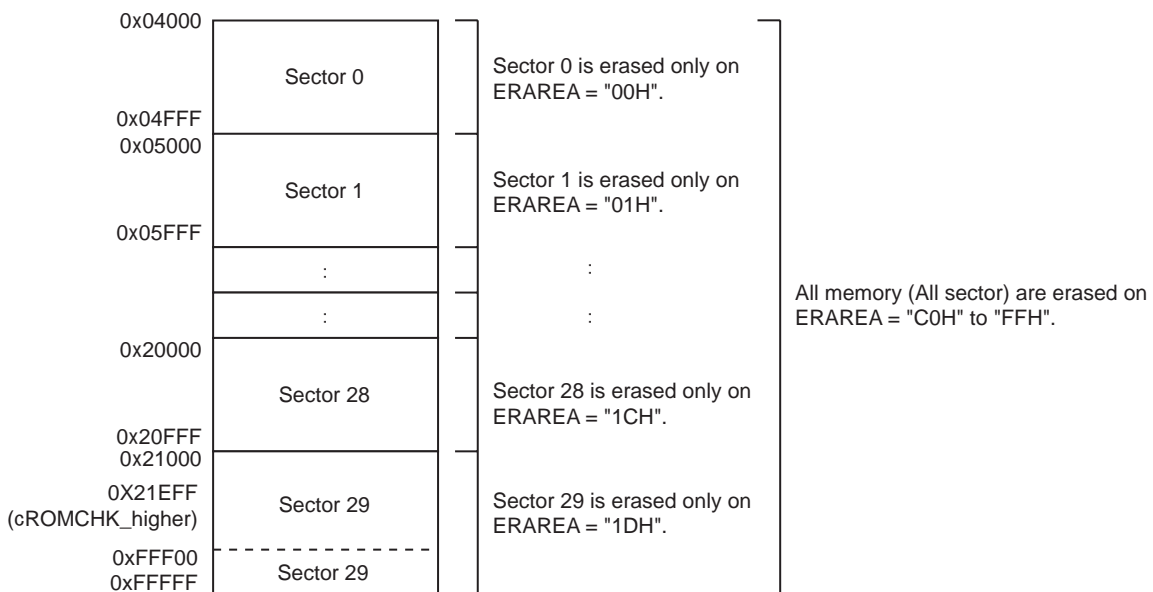 0x04000
Sector 0
Sector 0 is erased only on
ERAREA = "00H".
0x04FFF
0x05000
Sector 1
Sector 1 is erased only on
ERAREA = "01H".
0x05FFF
:
:
:
:
All memory (All sector) are erased on
ERAREA = "C0H" to "FFH".
0x20000
Sector 28
Sector 28 is erased only on
ERAREA = "1CH".
0x20FFF
0x21000
0X21EFF
(cROMCHK_higher)
Sector 29
Sector 29 is erased only on
ERAREA = "1DH".
0xFFF00
0xFFFFF
Sector 29